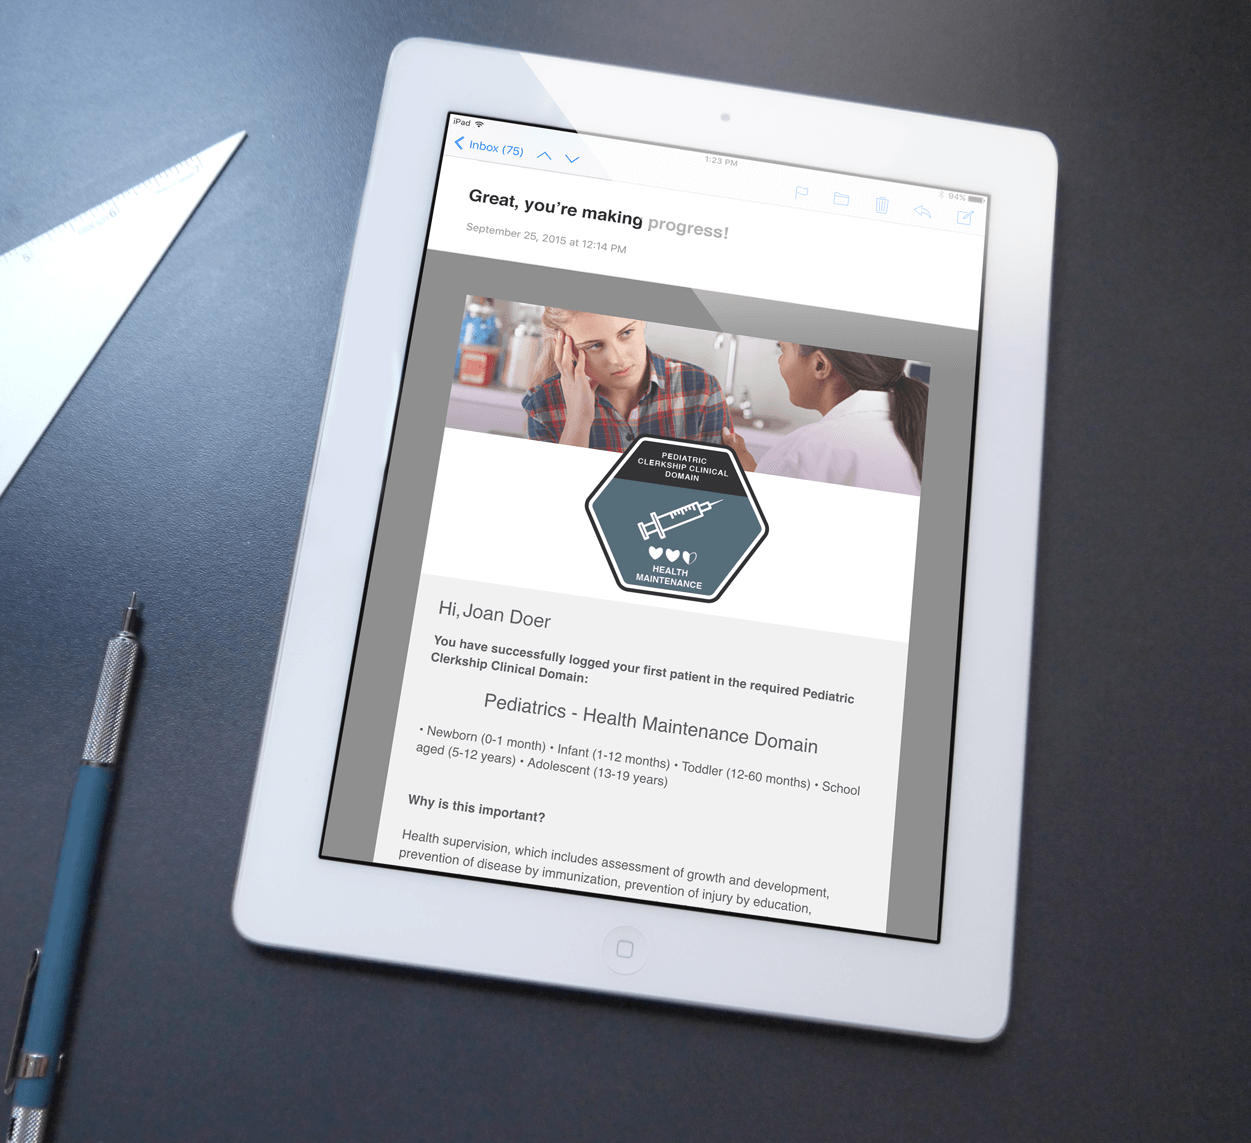 iPad
1:23 PM
94%
Inbox (75)
Great, you're making progress!
September 25, 2015 at 12:14 PM
PEDIATRIC
CLERKSHIP CLINICAL
DOMAIN
HEALTH
MAINTENANCE
Hi, Joan Doer
You have successfully logged your first patient in the required Pediatric
Clerkship Clinical Domain:
Pediatrics - Health Maintenance Domain
• Newborn (0-1 month) • Infant (1-12 months) • Toddler (12-60 months) • School
aged (5-12 years) • Adolescent (13-19 years)
Why is this important?
Health supervision, which includes assessment of growth and development,
prevention of disease by immunization, prevention of injury by education,